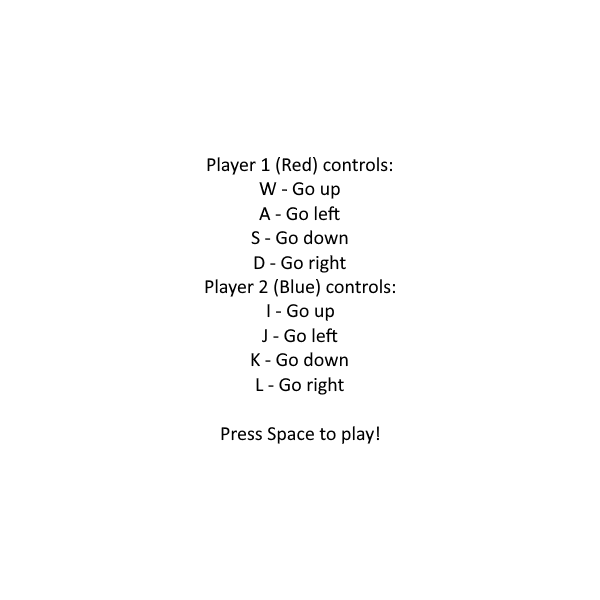 Player 1 (Red) controls:
W - Go up
A - Go left
S - Go down
D - Go right
Player 2 (Blue) controls:
I - Go up
J - Go left
K - Go down
L - Go right
Press Space to play!